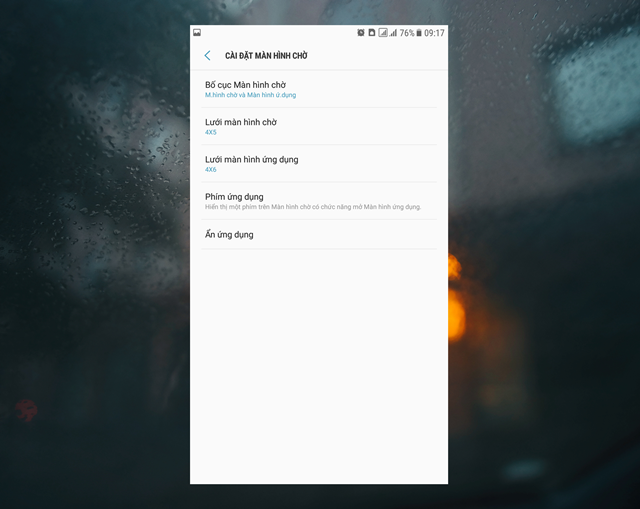 76% 09:17
CÀI ĐẶT MÀN HÌNH CHỜ
Bố cục Màn hình chờ
M.hình chờ và Màn hình ứ.dụng
Lưới màn hình chờ
4X5
Lưới màn hình ứng dụng
4X6
Phím ứng dụng
Hiển thị một phím trên Màn hình chờ có chức năng mở Màn hình ứng dụng.
Ẩn ứng dụng